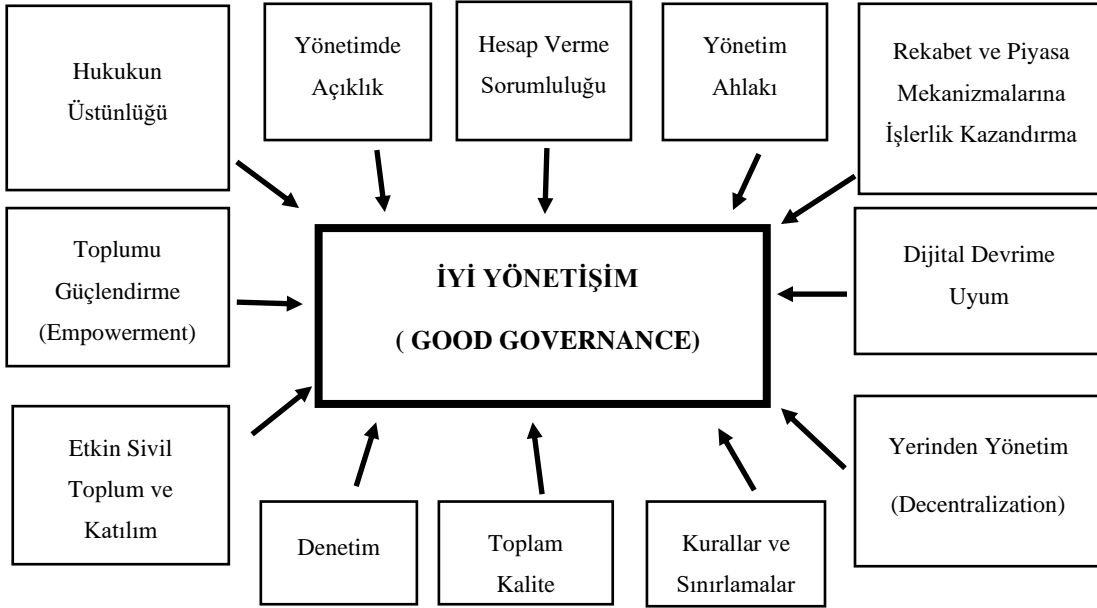 Hukukun
Üstünlüğü
Yönetimde
Açıklık
Hesap Verme
Sorumluluğu
Yönetim
Ahlakı
Rekabet ve Piyasa
Mekanizmalarına
İşlerlik Kazandırma
Toplumu
Güçlendirme
(Empowerment)
İYİ YÖNETİŞİM
( GOOD GOVERNANCE)
Dijital Devrime
Uyum
Etkin Sivil
Toplum ve
Katılım
Denetim
Toplam
Kalite
Kurallar ve
Sınırlamalar
Yerinden Yönetim
(Decentralization)